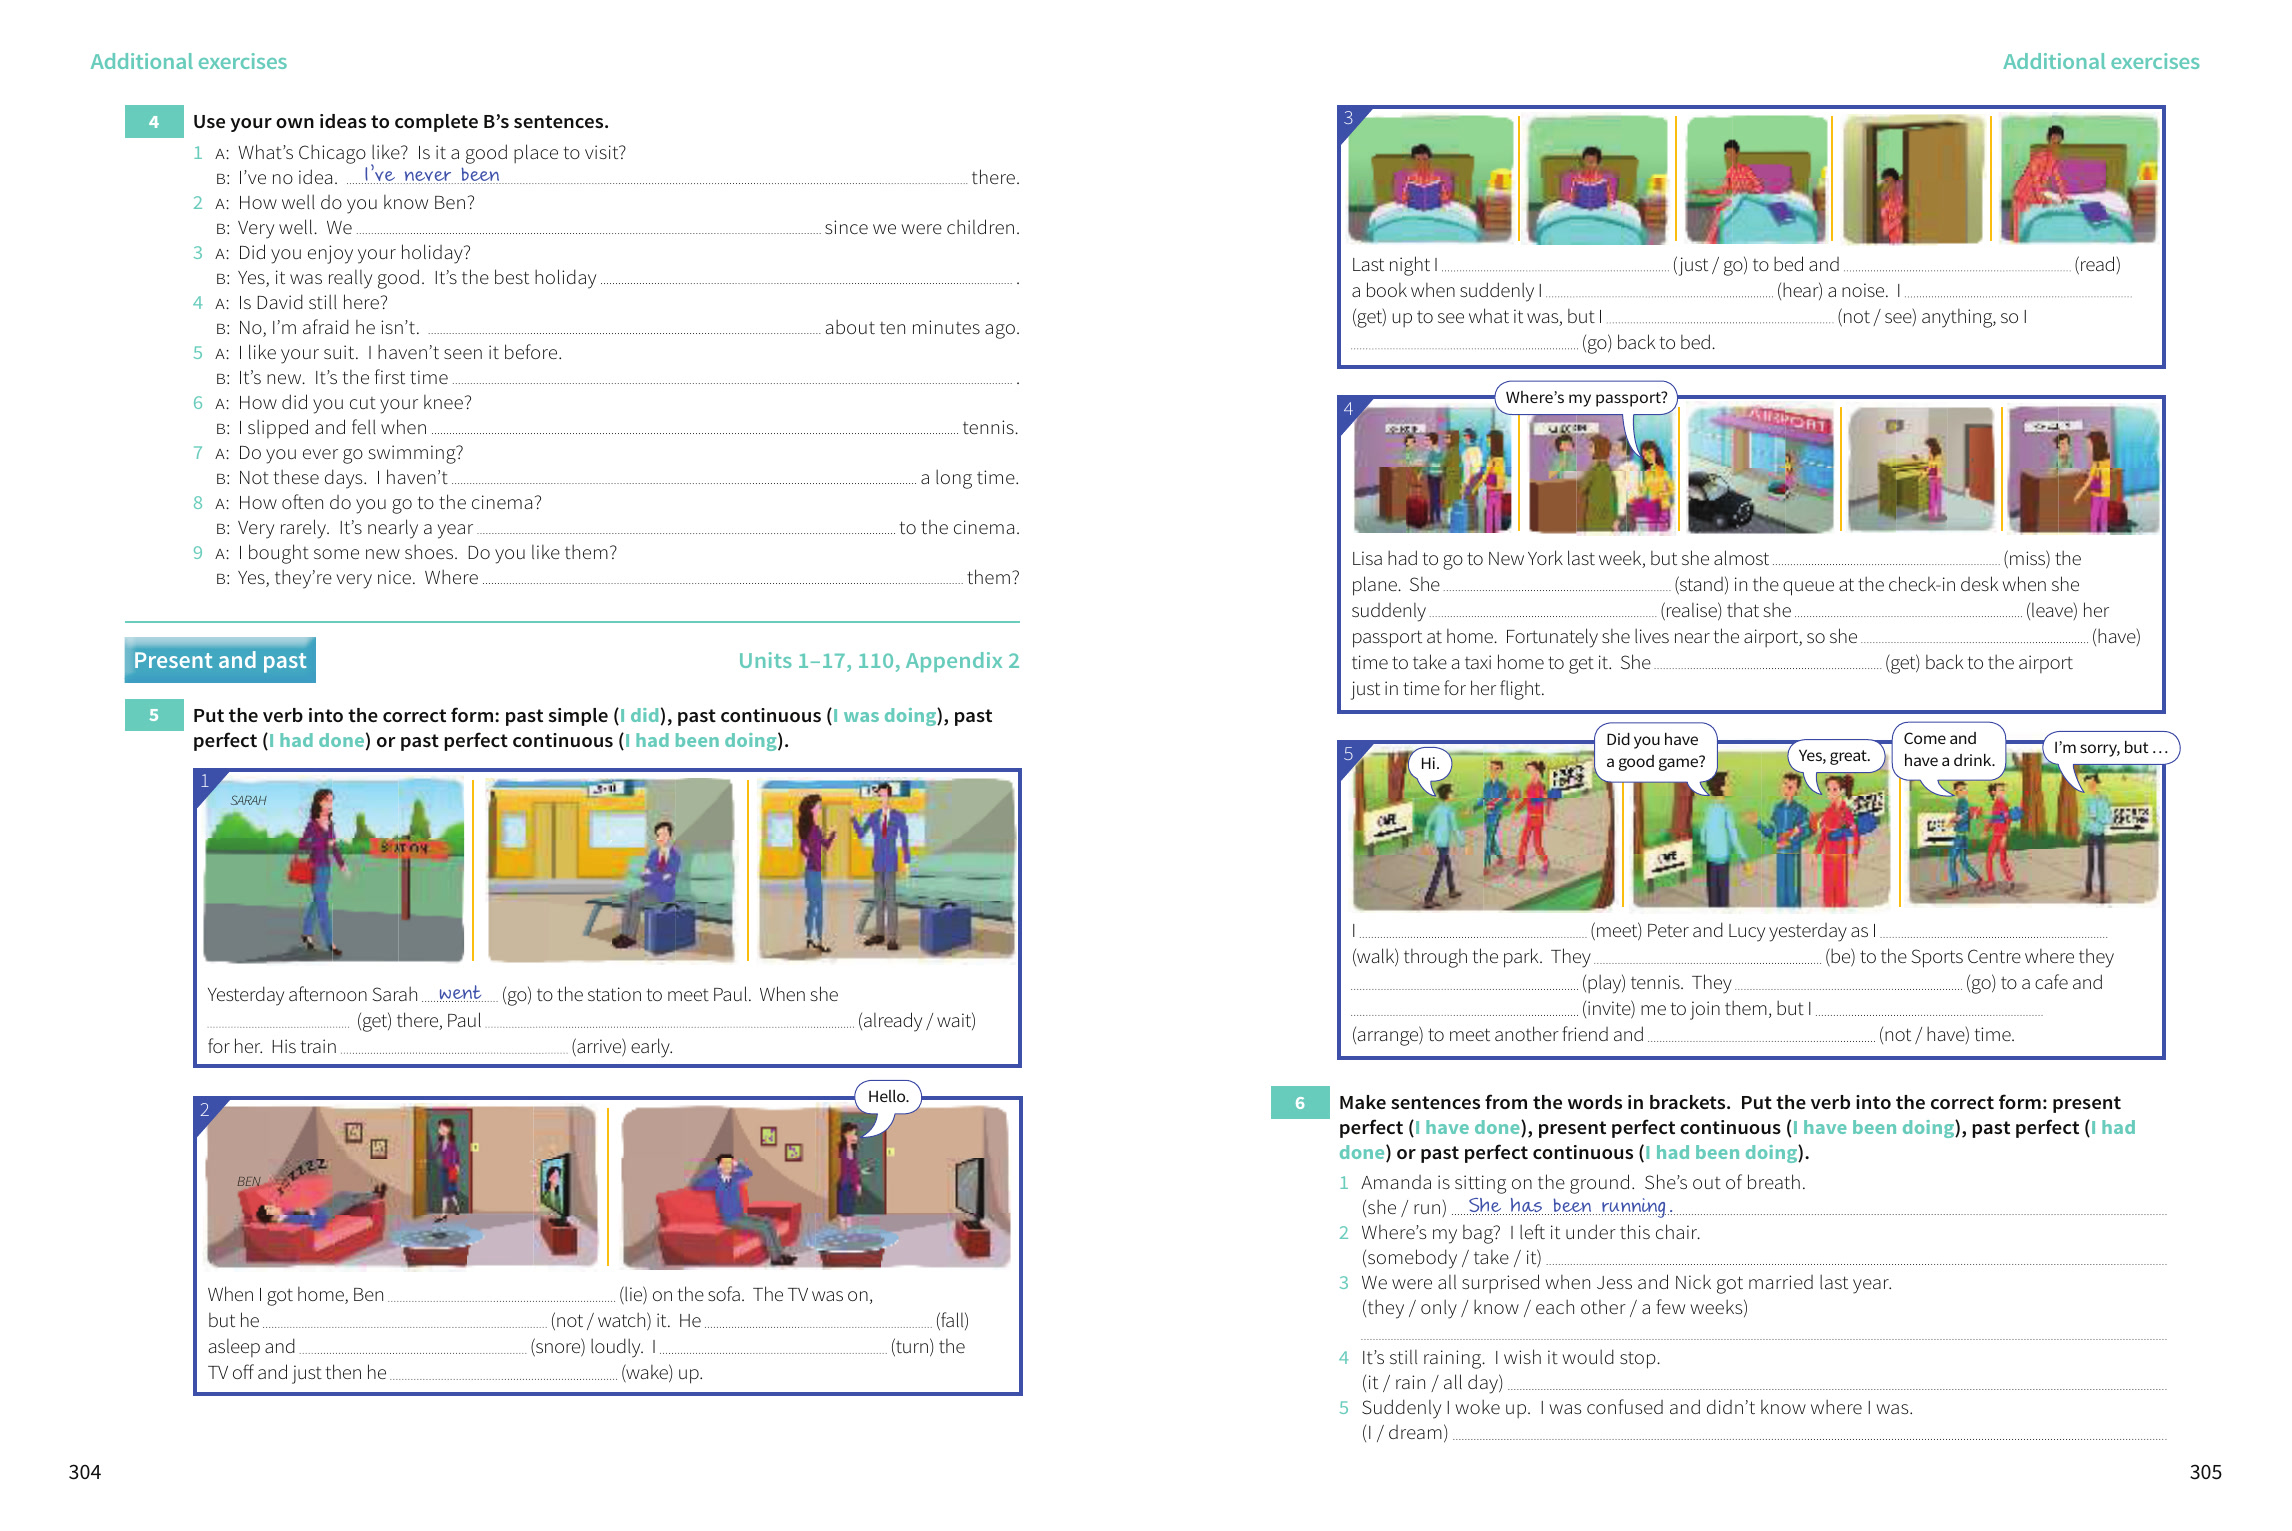 Additional exercises
4 Use your own ideas to complete B's sentences.
1 A: What's Chicago like? Is it a good place to visit?
B: I've no idea. I've never been there.
2 A: How well do you know Ben?
B: Very well. We since we were children.
3 A: Did you enjoy your holiday?
B: Yes, it was really good. It's the best holiday .
4 A: Is David still here?
B: No, I'm afraid he isn't. about ten minutes ago.
5 A: I like your suit. I haven't seen it before.
B: It's new. It's the first time .
6 A: How did you cut your knee?
B: I slipped and fell when tennis.
7 A: Do you ever go swimming?
B: Not these days. I haven't a long time.
8 A: How often do you go to the cinema?
B: Very rarely. It's nearly a year to the cinema.
9 A: I bought some new shoes. Do you like them?
B: Yes, they're very nice. Where them?
Present and past Units 1–17, 110, Appendix 2
5 Put the verb into the correct form: past simple (I did), past continuous (I was doing), past
perfect (I had done) or past perfect continuous (I had been doing).
1
SARAH
STATION
Yesterday afternoon Sarah went (go) to the station to meet Paul. When she
(get) there, Paul (already / wait)
for her. His train (arrive) early.
2
Hello.
BEN
ZZZZZ
When I got home, Ben (lie) on the sofa. The TV was on,
but he (not / watch) it. He (fall)
asleep and (snore) loudly. I (turn) the
TV off and just then he (wake) up.
304
Additional exercises
3
Last night I (just / go) to bed and (read)
a book when suddenly I (hear) a noise. I
(get) up to see what it was, but I (not / see) anything, so I
(go) back to bed.
4
Where's my passport?
CHECK-IN
AIRPORT
Lisa had to go to New York last week, but she almost (miss) the
plane. She (stand) in the queue at the check-in desk when she
suddenly (realise) that she (leave) her
passport at home. Fortunately she lives near the airport, so she (have)
time to take a taxi home to get it. She (get) back to the airport
just in time for her flight.
5
Hi.
Did you have
a good game?
Yes, great.
Come and
have a drink.
I'm sorry, but …
CAFE
CAFE
CAFE
I (meet) Peter and Lucy yesterday as I
(walk) through the park. They (be) to the Sports Centre where they
(play) tennis. They (go) to a cafe and
(invite) me to join them, but I
(arrange) to meet another friend and (not / have) time.
6 Make sentences from the words in brackets. Put the verb into the correct form: present
perfect (I have done), present perfect continuous (I have been doing), past perfect (I had
done) or past perfect continuous (I had been doing).
1 Amanda is sitting on the ground. She's out of breath.
(she / run) She has been running.
2 Where's my bag? I left it under this chair.
(somebody / take / it)
3 We were all surprised when Jess and Nick got married last year.
(they / only / know / each other / a few weeks)
4 It's still raining. I wish it would stop.
(it / rain / all day)
5 Suddenly I woke up. I was confused and didn't know where I was.
(I / dream)
305